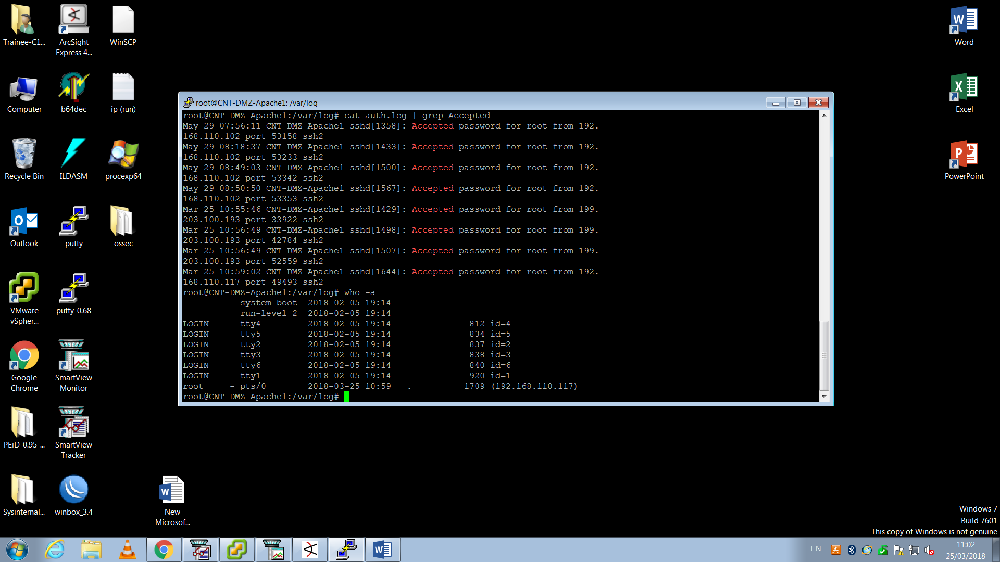 Trainee-C1...
ArcSight
Express 4...
WinSCP
Computer
b64dec
ip (run)
Recycle Bin
ILDASM
procexp64
Outlook
putty
ossec
VMware
vSpher...
putty-0.68
Google
Chrome
SmartView
Monitor
PEiD-0.95-...
SmartView
Tracker
Sysinternal...
winbox_3.4
New
Microsof...
Word
Excel
PowerPoint
root@CNT-DMZ-Apache1: /var/log
root@CNT-DMZ-Apache1:/var/log# cat auth.log | grep Accepted
May 29 07:56:11 CNT-DMZ-Apache1 sshd[1358]: Accepted password for root from 192.
168.110.102 port 53158 ssh2
May 29 08:18:37 CNT-DMZ-Apache1 sshd[1433]: Accepted password for root from 192.
168.110.102 port 53233 ssh2
May 29 08:49:03 CNT-DMZ-Apache1 sshd[1500]: Accepted password for root from 192.
168.110.102 port 53342 ssh2
May 29 08:50:50 CNT-DMZ-Apache1 sshd[1567]: Accepted password for root from 192.
168.110.102 port 53353 ssh2
Mar 25 10:55:46 CNT-DMZ-Apache1 sshd[1429]: Accepted password for root from 199.
203.100.193 port 33922 ssh2
Mar 25 10:56:49 CNT-DMZ-Apache1 sshd[1498]: Accepted password for root from 199.
203.100.193 port 42784 ssh2
Mar 25 10:56:49 CNT-DMZ-Apache1 sshd[1507]: Accepted password for root from 199.
203.100.193 port 52559 ssh2
Mar 25 10:59:02 CNT-DMZ-Apache1 sshd[1644]: Accepted password for root from 192.
168.110.117 port 49493 ssh2
root@CNT-DMZ-Apache1:/var/log# who -a
system boot 2018-02-05 19:14
run-level 2 2018-02-05 19:14
LOGIN tty4 2018-02-05 19:14 812 id=4
LOGIN tty5 2018-02-05 19:14 834 id=5
LOGIN tty2 2018-02-05 19:14 837 id=2
LOGIN tty3 2018-02-05 19:14 838 id=3
LOGIN tty6 2018-02-05 19:14 840 id=6
LOGIN tty1 2018-02-05 19:14 920 id=1
root - pts/0 2018-03-25 10:59 . 1709 (192.168.110.117)
root@CNT-DMZ-Apache1:/var/log#
Windows 7
Build 7601
This copy of Windows is not genuine
EN
11:02
25/03/2018